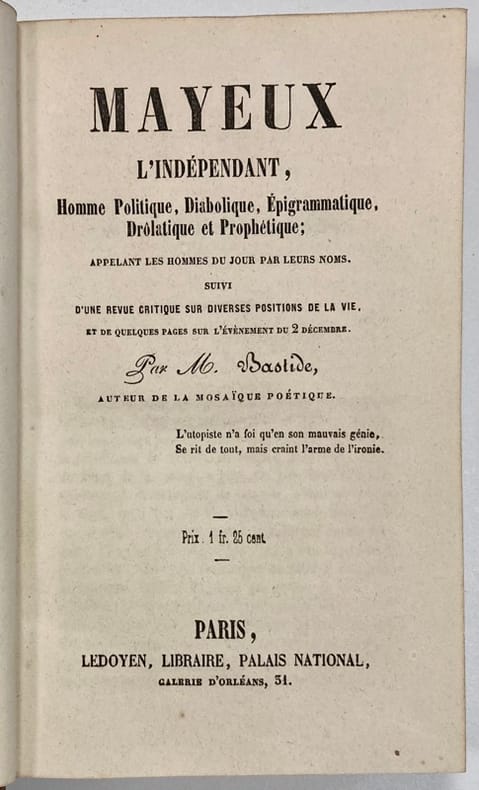 MAYEUX
L'INDÉPENDANT,
Homme Politique, Diabolique, Épigrammatique,
Drôlatique et Prophétique;
APPELANT LES HOMMES DU JOUR PAR LEURS NOMS.
SUIVI
D'UNE REVUE CRITIQUE SUR DIVERSES POSITIONS DE LA VIE,
ET DE QUELQUES PAGES SUR L'ÉVÈNEMENT DU 2 DÉCEMBRE.
Par M. Bastide,
AUTEUR DE LA MOSAÏQUE POÉTIQUE.
L'utopiste n'a foi qu'en son mauvais génie,
Se rit de tout, mais craint l'arme de l'ironie.
Prix. 1 fr. 25 cent.
PARIS,
LEDOYEN, LIBRAIRE, PALAIS NATIONAL,
GALERIE D'ORLÉANS, 31.